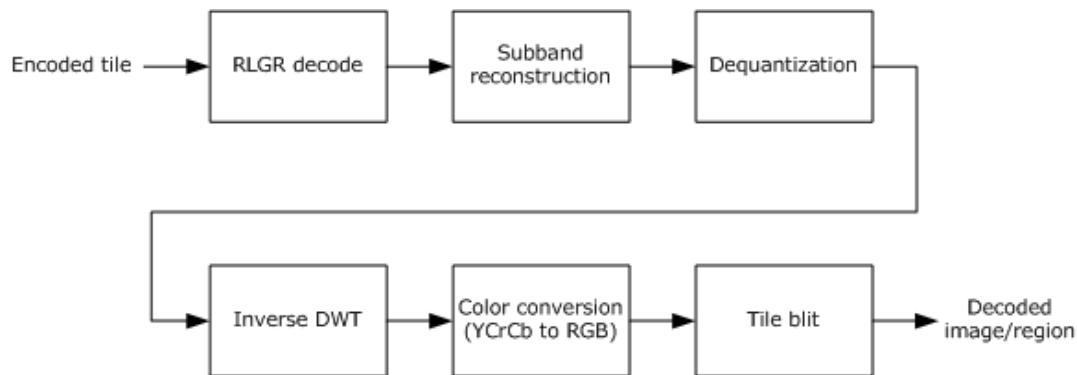 Encoded tile
RLGR decode
Subband
reconstruction
Dequantization
Inverse DWT
Color conversion
(YCrCb to RGB)
Tile blit
Decoded
image/region